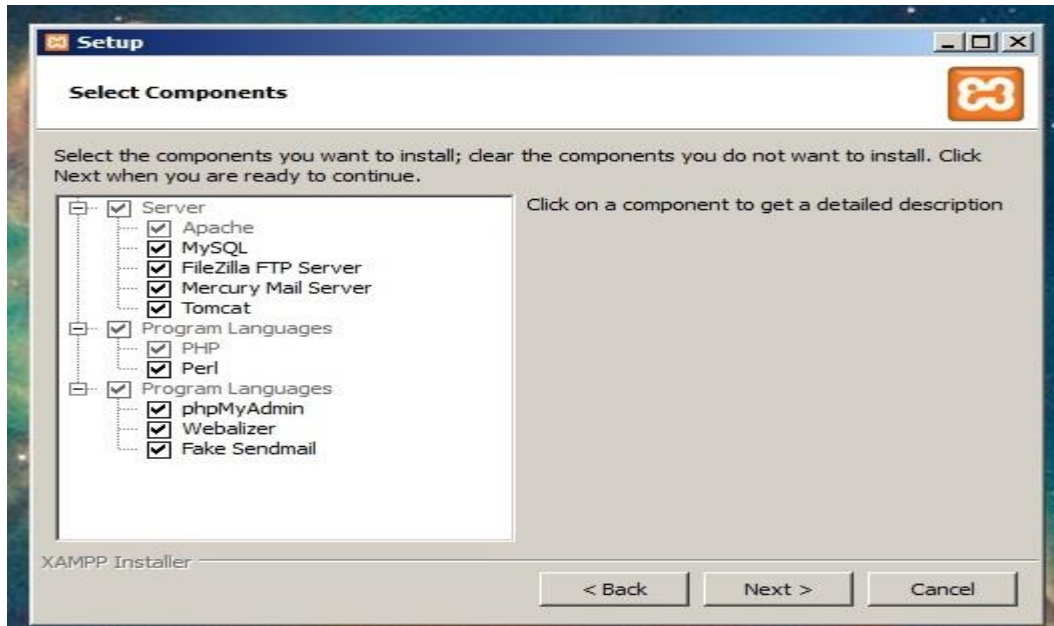 Setup
Select Components
Select the components you want to install; clear the components you do not want to install. Click
Next when you are ready to continue.
Server
Apache
MySQL
FileZilla FTP Server
Mercury Mail Server
Tomcat
Program Languages
PHP
Perl
Program Languages
phpMyAdmin
Webalizer
Fake Sendmail
Click on a component to get a detailed description
XAMPP Installer
< Back
Next >
Cancel